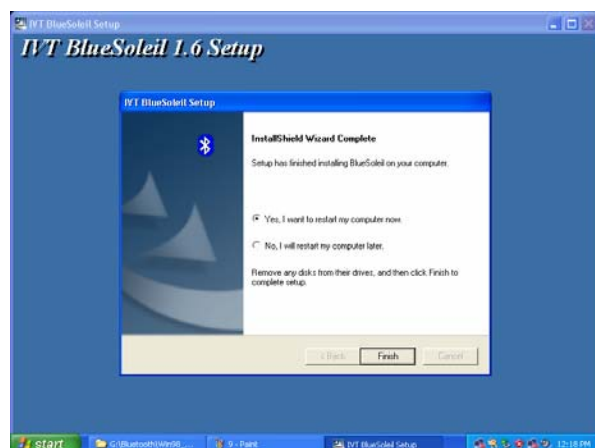 IVT BlueSoleil Setup
IVT BlueSoleil 1.6 Setup
IVT BlueSoleil Setup
InstallShield Wizard Complete
Setup has finished installing BlueSoleil on your computer.
Yes, I want to restart my computer now.
No, I will restart my computer later.
Remove any disks from their drives, and then click Finish to
complete setup.
< Back Finish Cancel
start G:\Bluetooth\Win98_... 9 - Paint IVT BlueSoleil Setup 12:18 PM